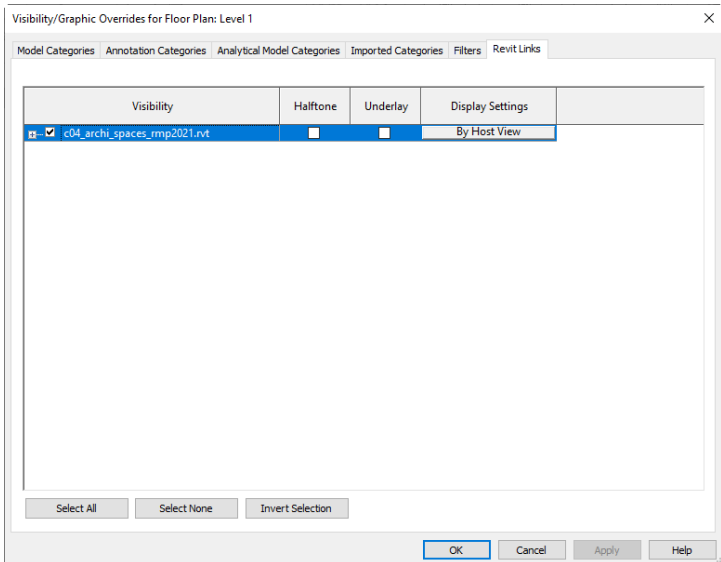 Visibility/Graphic Overrides for Floor Plan: Level 1
Model Categories Annotation Categories Analytical Model Categories Imported Categories Filters Revit Links
Visibility Halftone Underlay Display Settings
c04_archi_spaces_rmp2021.rvt By Host View
Select All Select None Invert Selection
OK Cancel Apply Help